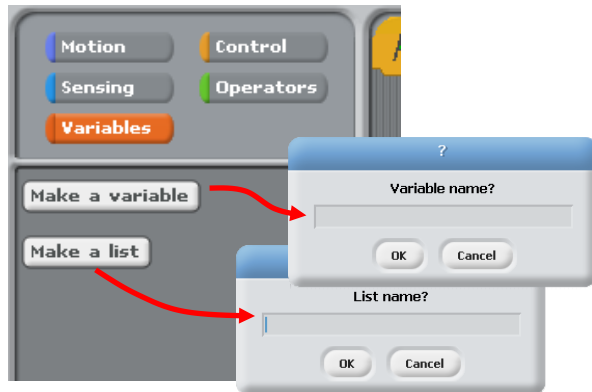 Motion
Control
Sensing
Operators
Variables
Make a variable
Make a list
?
Variable name?
OK
Cancel
List name?
OK
Cancel